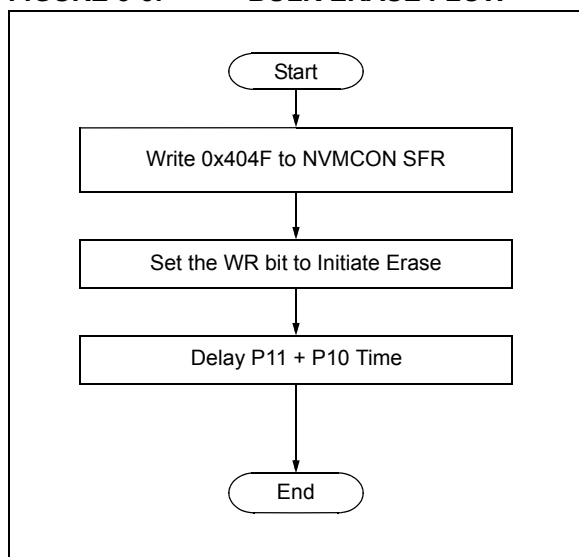 Start
Write 0x404F to NVMCON SFR
Set the WR bit to Initiate Erase
Delay P11 + P10 Time
End